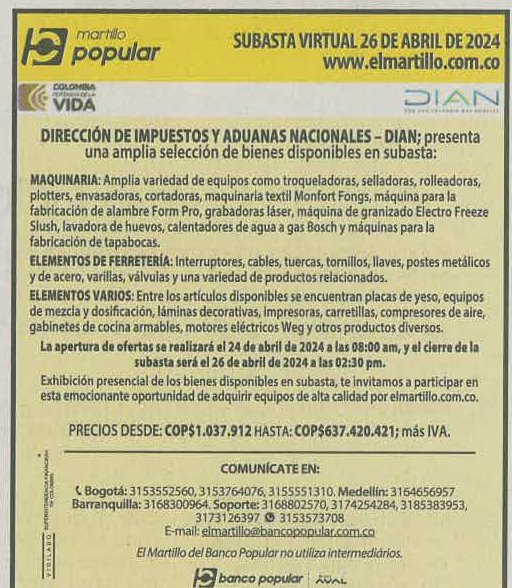 martillo
popular
SUBASTA VIRTUAL 26 DE ABRIL DE 2024
www.elmartillo.com.co
COLOMBIA
POTENCIA DE LA
VIDA
DIAN
DIRECCIÓN DE IMPUESTOS Y ADUANAS NACIONALES – DIAN; presenta
una amplia selección de bienes disponibles en subasta:
MAQUINARIA: Amplia variedad de equipos como troqueladoras, selladoras, rolleadoras,
plotters, envasadoras, cortadoras, maquinaria textil Monfort Fongs, máquina para la
fabricación de alambre Form Pro, grabadoras láser, máquina de granizado Electro Freeze
Slush, lavadora de huevos, calentadores de agua a gas Bosch y máquinas para la
fabricación de tapabocas.
ELEMENTOS DE FERRETERÍA: Interruptores, cables, tuercas, tornillos, llaves, postes metálicos
y de acero, varillas, válvulas y una variedad de productos relacionados.
ELEMENTOS VARIOS: Entre los artículos disponibles se encuentran placas de yeso, equipos
de mezcla y dosificación, láminas decorativas, impresoras, carretillas, compresores de aire,
gabinetes de cocina armables, motores eléctricos Weg y otros productos diversos.
La apertura de ofertas se realizará el 24 de abril de 2024 a las 08:00 am, y el cierre de la
subasta será el 26 de abril de 2024 a las 02:30 pm.
Exhibición presencial de los bienes disponibles en subasta, te invitamos a participar en
esta emocionante oportunidad de adquirir equipos de alta calidad por elmartillo.com.co.
PRECIOS DESDE: COP$1.037.912 HASTA: COP$637.420.421; más IVA.
COMUNÍCATE EN:
Bogotá: 3153552560, 3153764076, 3155551310. Medellín: 3164656957
Barranquilla: 3168300964. Soporte: 3168802570, 3174254284, 3185383953,
3173126397 3153573708
E-mail: elmartillo@bancopopular.com.co
El Martillo del Banco Popular no utiliza intermediários.
banco popular
AVAL
VIGILADO SUPERINTENDENCIA FINANCIERA
DE COLOMBIA